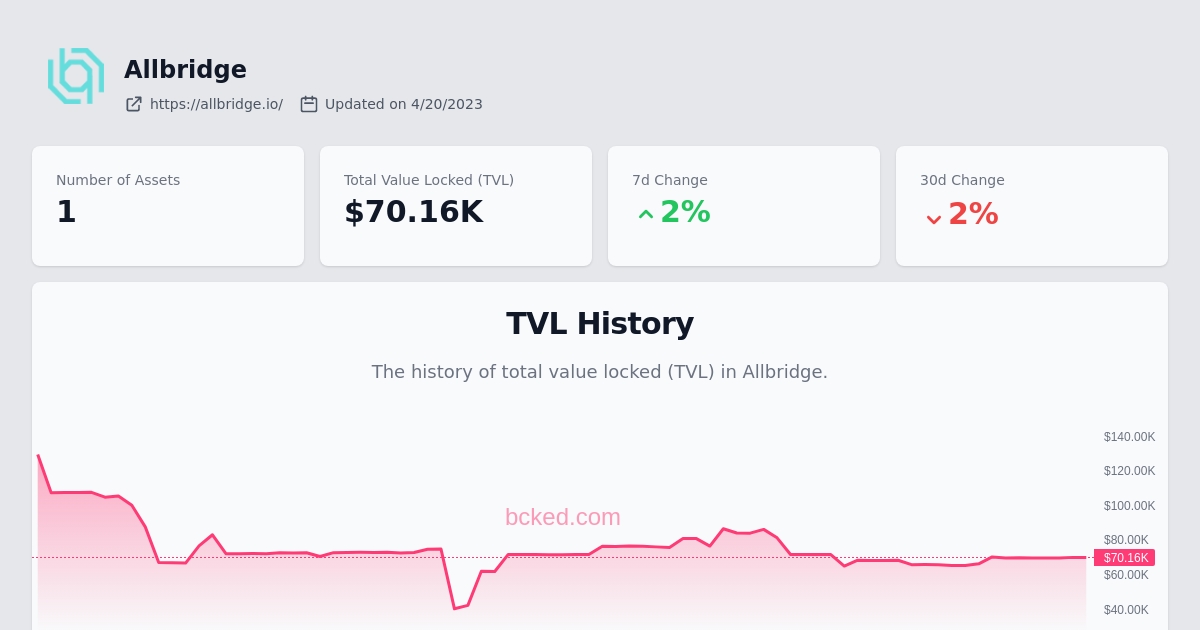 Allbridge
https://allbridge.io/ Updated on 4/20/2023
Number of Assets
1
Total Value Locked (TVL)
$70.16K
7d Change
2%
30d Change
2%
TVL History
The history of total value locked (TVL) in Allbridge.
bcked.com
$140.00K
$120.00K
$100.00K
$80.00K
$70.16K
$60.00K
$40.00K